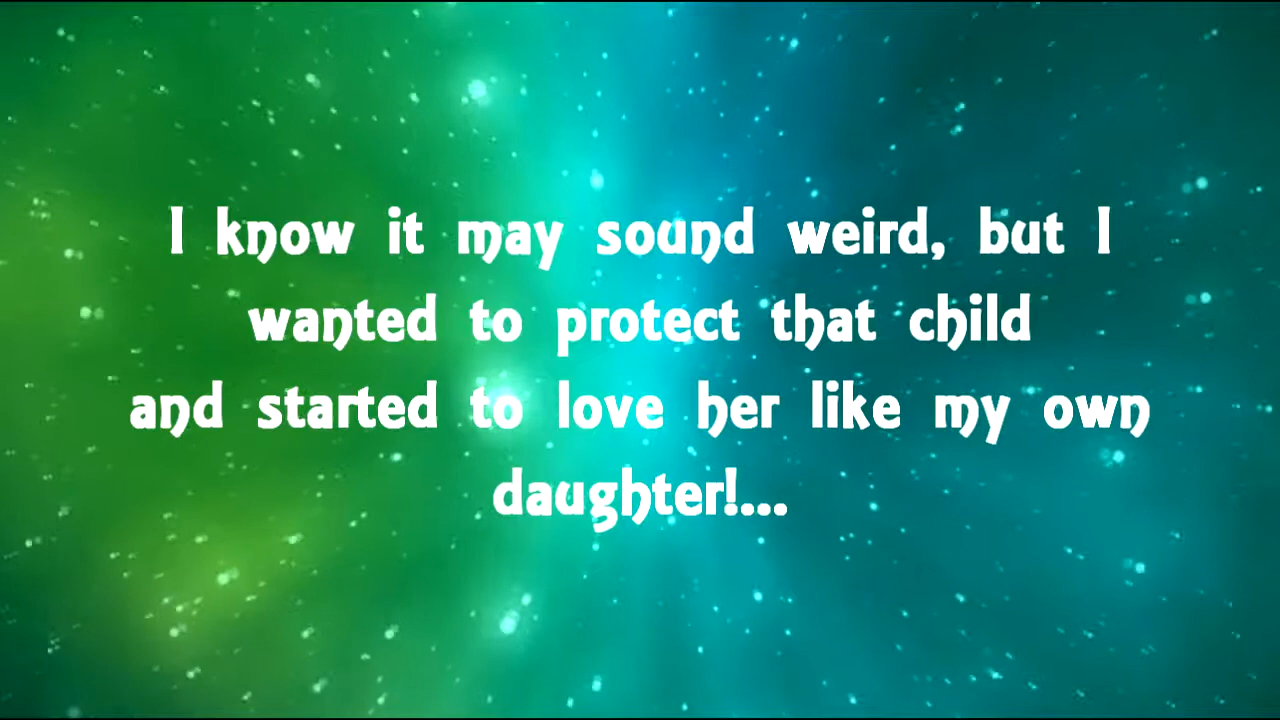 I know it may sound weird, but I
wanted to protect that child
and started to love her like my own
daughter!...